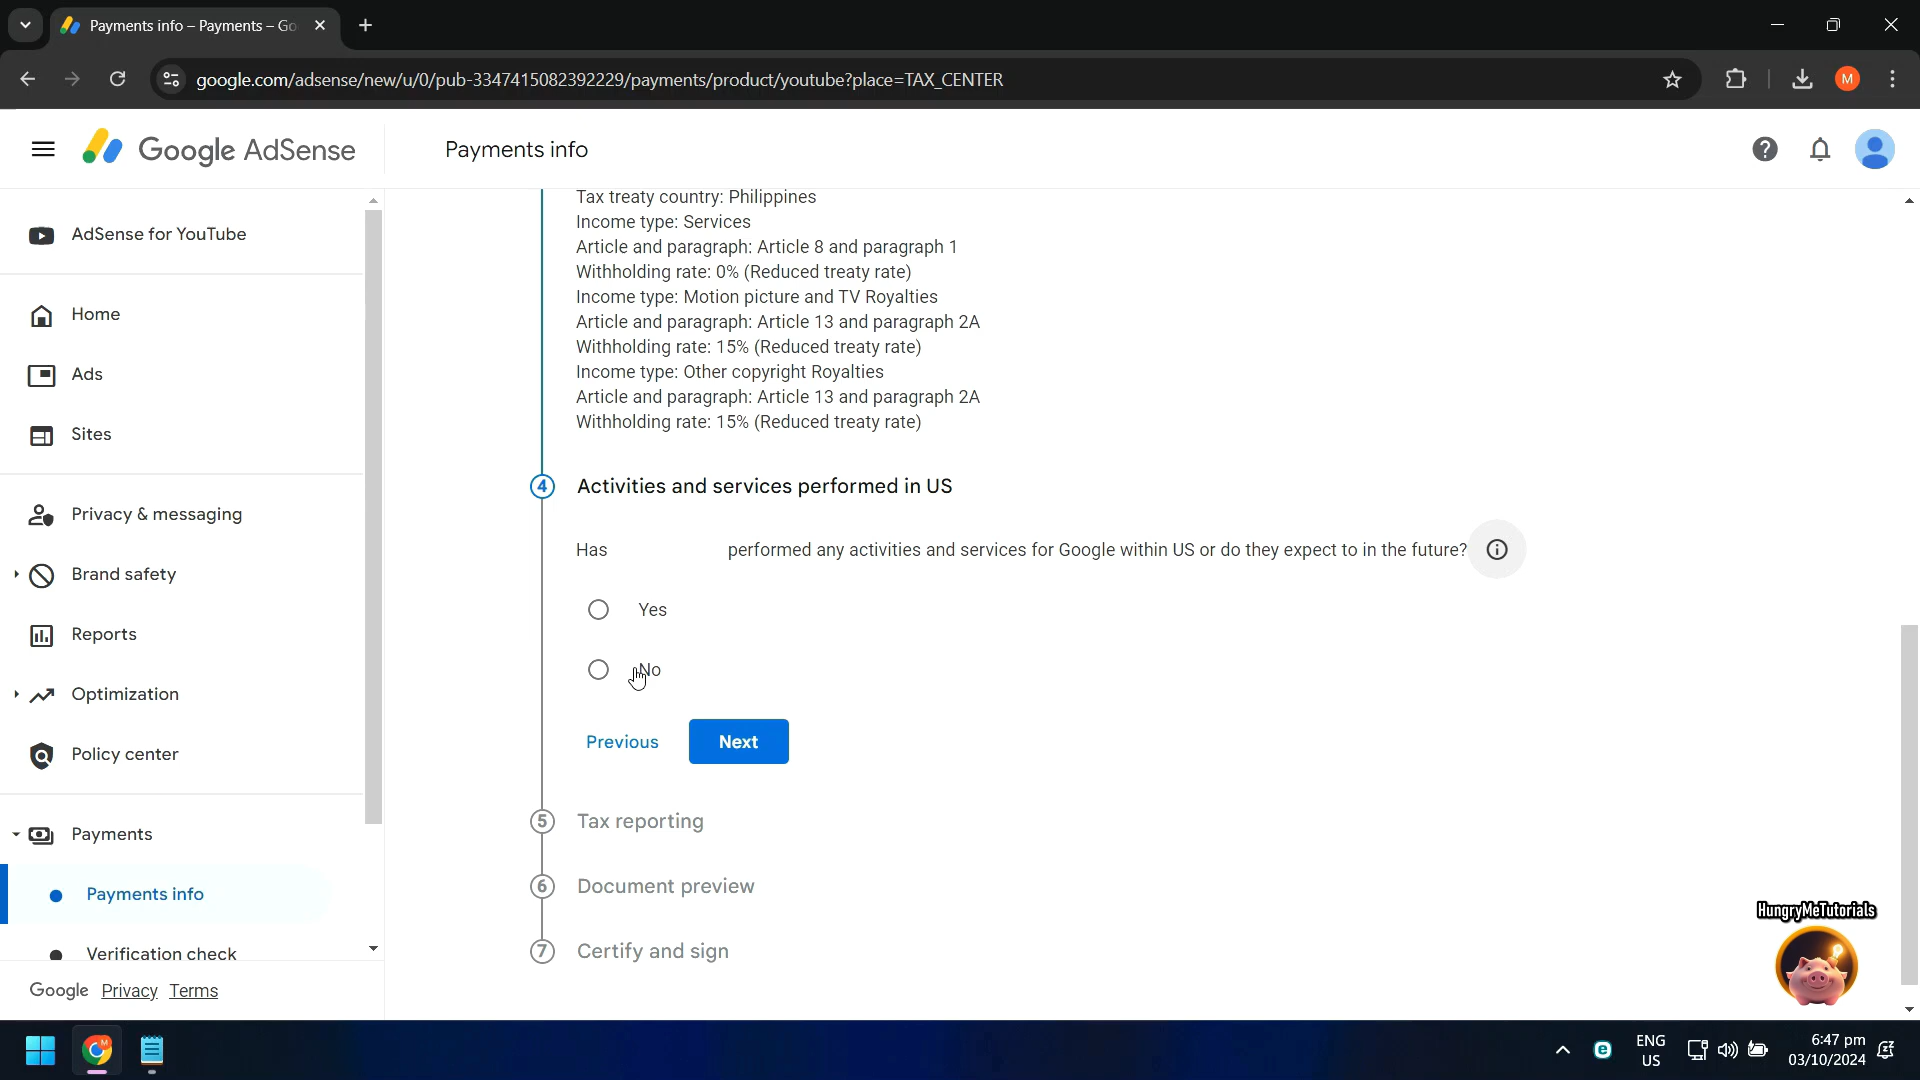 Payments info – Payments – Go
google.com/adsense/new/u/0/pub-3347415082392229/payments/product/youtube?place=TAX_CENTER
M
Google AdSense
Payments info
AdSense for YouTube
Home
Ads
Sites
Privacy & messaging
Brand safety
Reports
Optimization
Policy center
Payments
Payments info
Verification check
Google Privacy Terms
Tax treaty country: Philippines
Income type: Services
Article and paragraph: Article 8 and paragraph 1
Withholding rate: 0% (Reduced treaty rate)
Income type: Motion picture and TV Royalties
Article and paragraph: Article 13 and paragraph 2A
Withholding rate: 15% (Reduced treaty rate)
Income type: Other copyright Royalties
Article and paragraph: Article 13 and paragraph 2A
Withholding rate: 15% (Reduced treaty rate)
4 Activities and services performed in US
Has performed any activities and services for Google within US or do they expect to in the future?
Yes
No
Previous Next
5 Tax reporting
6 Document preview
7 Certify and sign
HungryMeTutorials
ENG
US
6:47 pm
03/10/2024